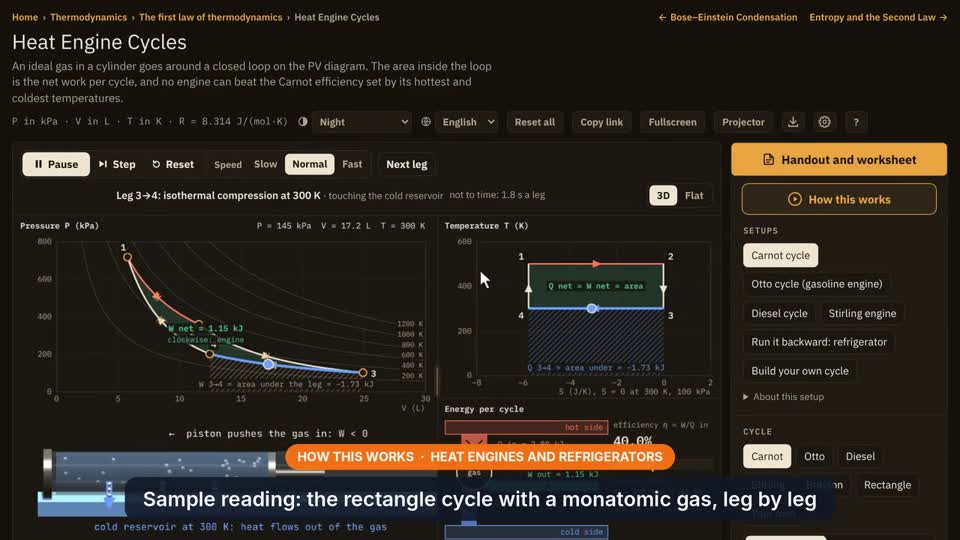 Home › Thermodynamics › The first law of thermodynamics › Heat Engine Cycles
← Bose–Einstein Condensation Entropy and the Second Law →
Heat Engine Cycles
An ideal gas in a cylinder goes around a closed loop on the PV diagram. The area inside the loop
is the net work per cycle, and no engine can beat the Carnot efficiency set by its hottest and
coldest temperatures.
P in kPa · V in L · T in K · R = 8.314 J/(mol·K)
Night
English
Reset all
Copy link
Fullscreen
Projector
?
Pause
Step
Reset
Speed
Slow
Normal
Fast
Next leg
Leg 3→4: isothermal compression at 300 K · touching the cold reservoir not to time: 1.8 s a leg
3D
Flat
Pressure P (kPa)
P = 145 kPa V = 17.2 L T = 300 K
800
600
400
200
0
0 5 10 15 20 25 30
V (L)
1
3
W net = 1.15 kJ
clockwise: engine
1200 K
1000 K
800 K
600 K
400 K
200 K
W 3→4 = area under the leg = −1.73 kJ
Temperature T (K)
600
400
200
0
1
2
4
3
Q net = W net = area
Q 3→4 = area under = −1.73 kJ
−8 −6 −4 −2 0 2
S (J/K), S = 0 at 300 K, 100 kPa
← piston pushes the gas in: W < 0
cold reservoir at 300 K: heat flows out of the gas
Energy per cycle
hot side
efficiency η = W/Q in
40.0%
gas
W out = 1.15 kJ
cold side
Handout and worksheet
How this works
SETUPS
Carnot cycle
Otto cycle (gasoline engine)
Diesel cycle
Stirling engine
Run it backward: refrigerator
Build your own cycle
About this setup
CYCLE
Carnot
Otto
Diesel
Rectangle
HOW THIS WORKS · HEAT ENGINES AND REFRIGERATORS
Sample reading: the rectangle cycle with a monatomic gas, leg by leg